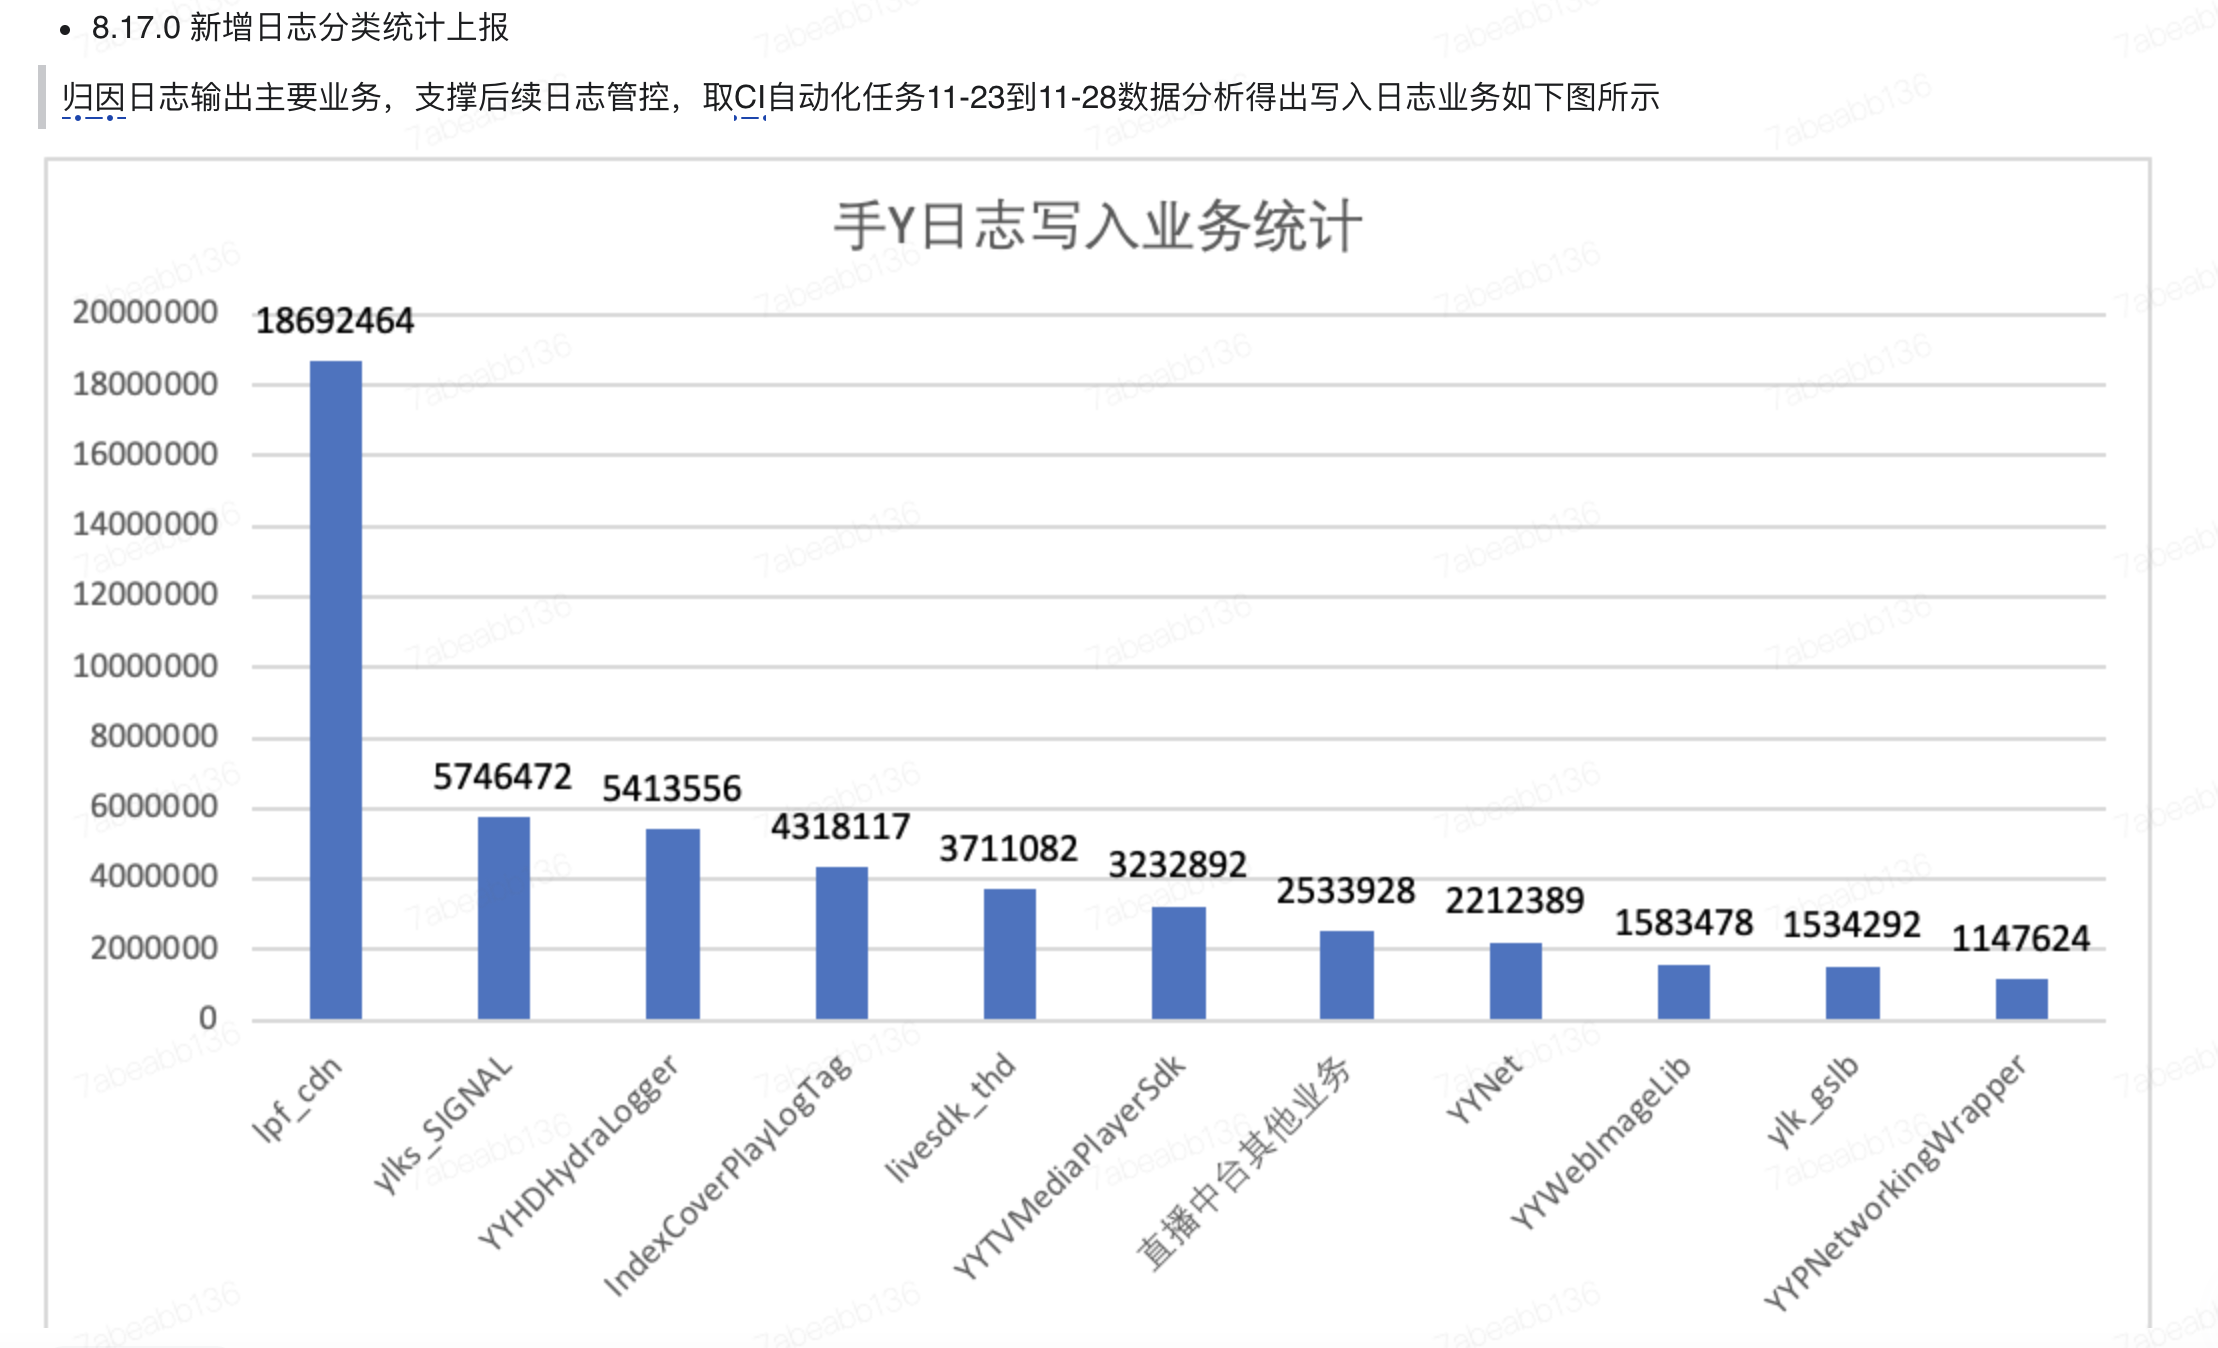 8.17.0 新增日志分类统计上报
归因日志输出主要业务，支撑后续日志管控，取CI自动化任务11-23到11-28数据分析得出写入日志业务如下图所示
手Y日志写入业务统计
20000000
18000000
16000000
14000000
12000000
10000000
8000000
6000000
4000000
2000000
0
18692464
5746472
5413556
4318117
3711082
3232892
2533928
2212389
1583478
1534292
1147624
lpf_cdn
ylks_SIGNAL
YYHDHydraLogger
IndexCoverPlayLogTag
livesdk_thd
YYTVMediaPlayerSdk
直播中台其他业务
YYNet
YYWebImageLib
ylk_gslb
YYPNetworkingWrapper
7abeabb136